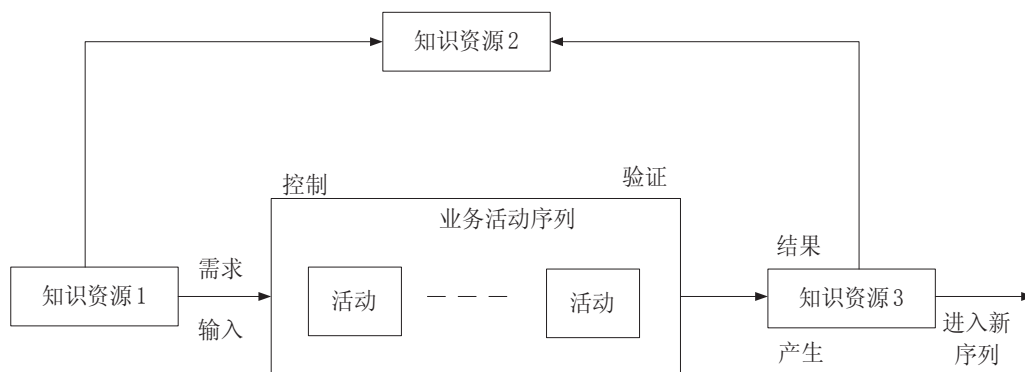 知识资源2
控制
验证
业务活动序列
需求
结果
知识资源1
活动
活动
知识资源3
输入
产生
进入新
序列